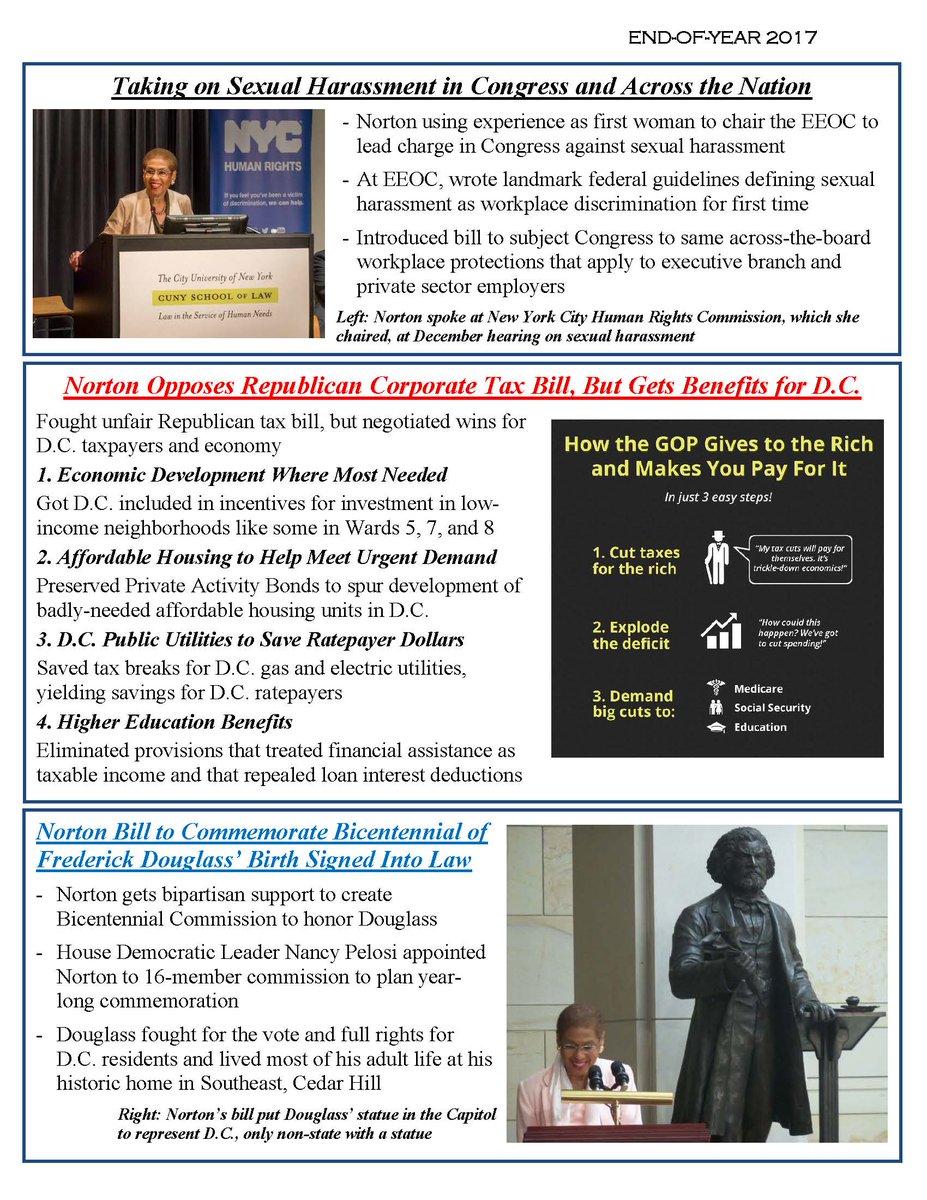 END-OF-YEAR 2017
Taking on Sexual Harassment in Congress and Across the Nation
NYC
HUMAN RIGHTS
If you feel you've been a victim
of discrimination, we can help.
The City University of New York
CUNY SCHOOL OF LAW
Law in the Service of Human Needs
- Norton using experience as first woman to chair the EEOC to
lead charge in Congress against sexual harassment
- At EEOC, wrote landmark federal guidelines defining sexual
harassment as workplace discrimination for first time
- Introduced bill to subject Congress to same across-the-board
workplace protections that apply to executive branch and
private sector employers
Left: Norton spoke at New York City Human Rights Commission, which she
chaired, at December hearing on sexual harassment
Norton Opposes Republican Corporate Tax Bill, But Gets Benefits for D.C.
Fought unfair Republican tax bill, but negotiated wins for
D.C. taxpayers and economy
1. Economic Development Where Most Needed
Got D.C. included in incentives for investment in low-
income neighborhoods like some in Wards 5, 7, and 8
2. Affordable Housing to Help Meet Urgent Demand
Preserved Private Activity Bonds to spur development of
badly-needed affordable housing units in D.C.
3. D.C. Public Utilities to Save Ratepayer Dollars
Saved tax breaks for D.C. gas and electric utilities,
yielding savings for D.C. ratepayers
4. Higher Education Benefits
Eliminated provisions that treated financial assistance as
taxable income and that repealed loan interest deductions
How the GOP Gives to the Rich
and Makes You Pay For It
In just 3 easy steps!
1. Cut taxes
for the rich
"My tax cuts will pay for
themselves. It's
trickle-down economics!"
2. Explode
the deficit
"How could this
happpen? We've got
to cut spending!"
3. Demand
big cuts to:
Medicare
Social Security
Education
Norton Bill to Commemorate Bicentennial of
Frederick Douglass' Birth Signed Into Law
- Norton gets bipartisan support to create
Bicentennial Commission to honor Douglass
- House Democratic Leader Nancy Pelosi appointed
Norton to 16-member commission to plan year-
long commemoration
- Douglass fought for the vote and full rights for
D.C. residents and lived most of his adult life at his
historic home in Southeast, Cedar Hill
Right: Norton's bill put Douglass' statue in the Capitol
to represent D.C., only non-state with a statue